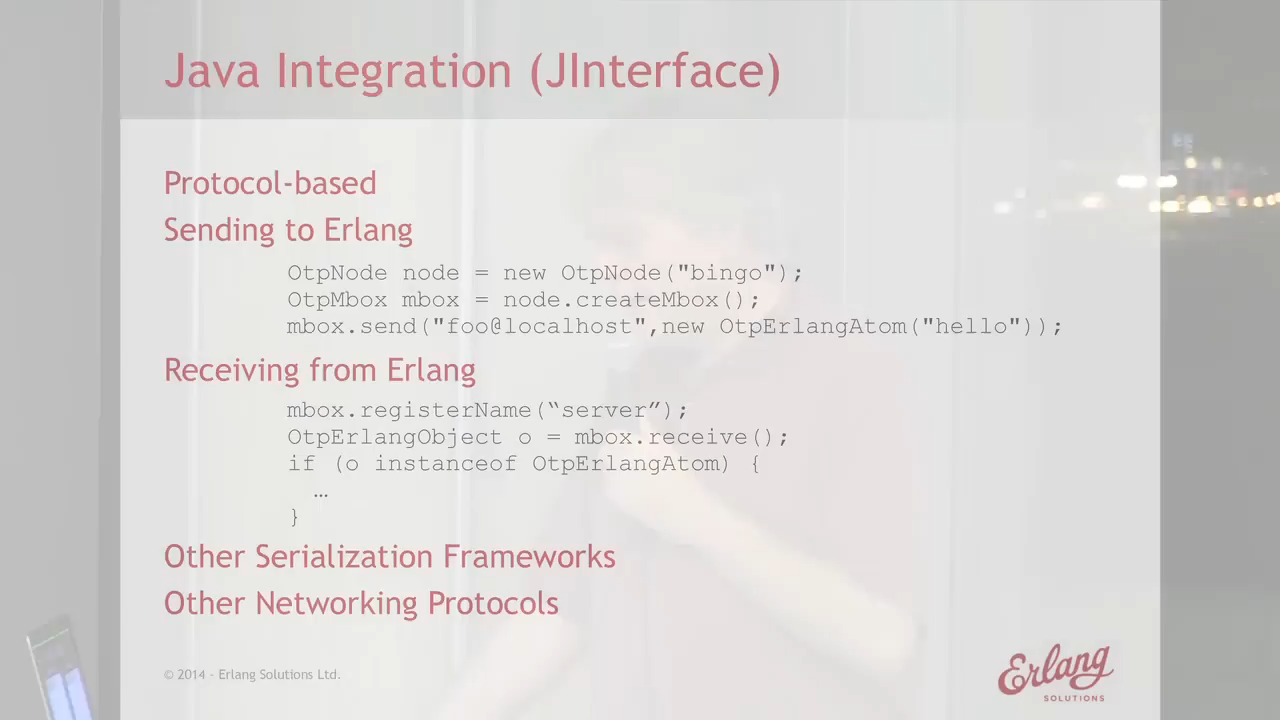 Java Integration (JInterface)
Protocol-based
Sending to Erlang
OtpNode node = new OtpNode("bingo");
OtpMbox mbox = node.createMbox();
mbox.send("foo@localhost",new OtpErlangAtom("hello"));
Receiving from Erlang
mbox.registerName(“server”);
OtpErlangObject o = mbox.receive();
if (o instanceof OtpErlangAtom) {
…
}
Other Serialization Frameworks
Other Networking Protocols
© 2014 - Erlang Solutions Ltd.
Erlang
SOLUTIONS